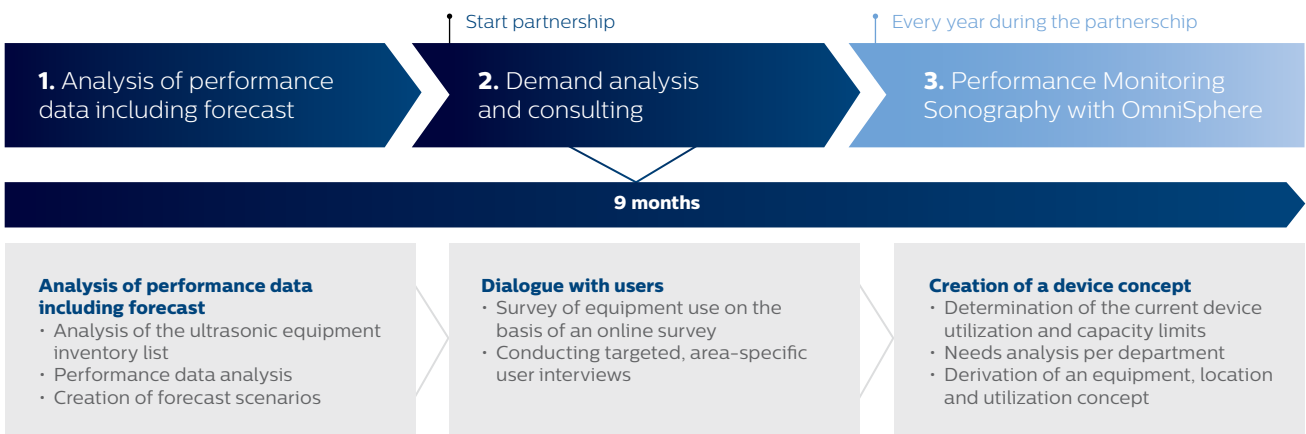 Start partnership
Every year during the partnerschip
1. Analysis of performance
data including forecast
2. Demand analysis
and consulting
3. Performance Monitoring
Sonography with OmniSphere
9 months
Analysis of performance data
including forecast
· Analysis of the ultrasonic equipment
inventory list
· Performance data analysis
· Creation of forecast scenarios
Dialogue with users
· Survey of equipment use on the
basis of an online survey
· Conducting targeted, area-specific
user interviews
Creation of a device concept
· Determination of the current device
utilization and capacity limits
· Needs analysis per department
· Derivation of an equipment, location
and utilization concept